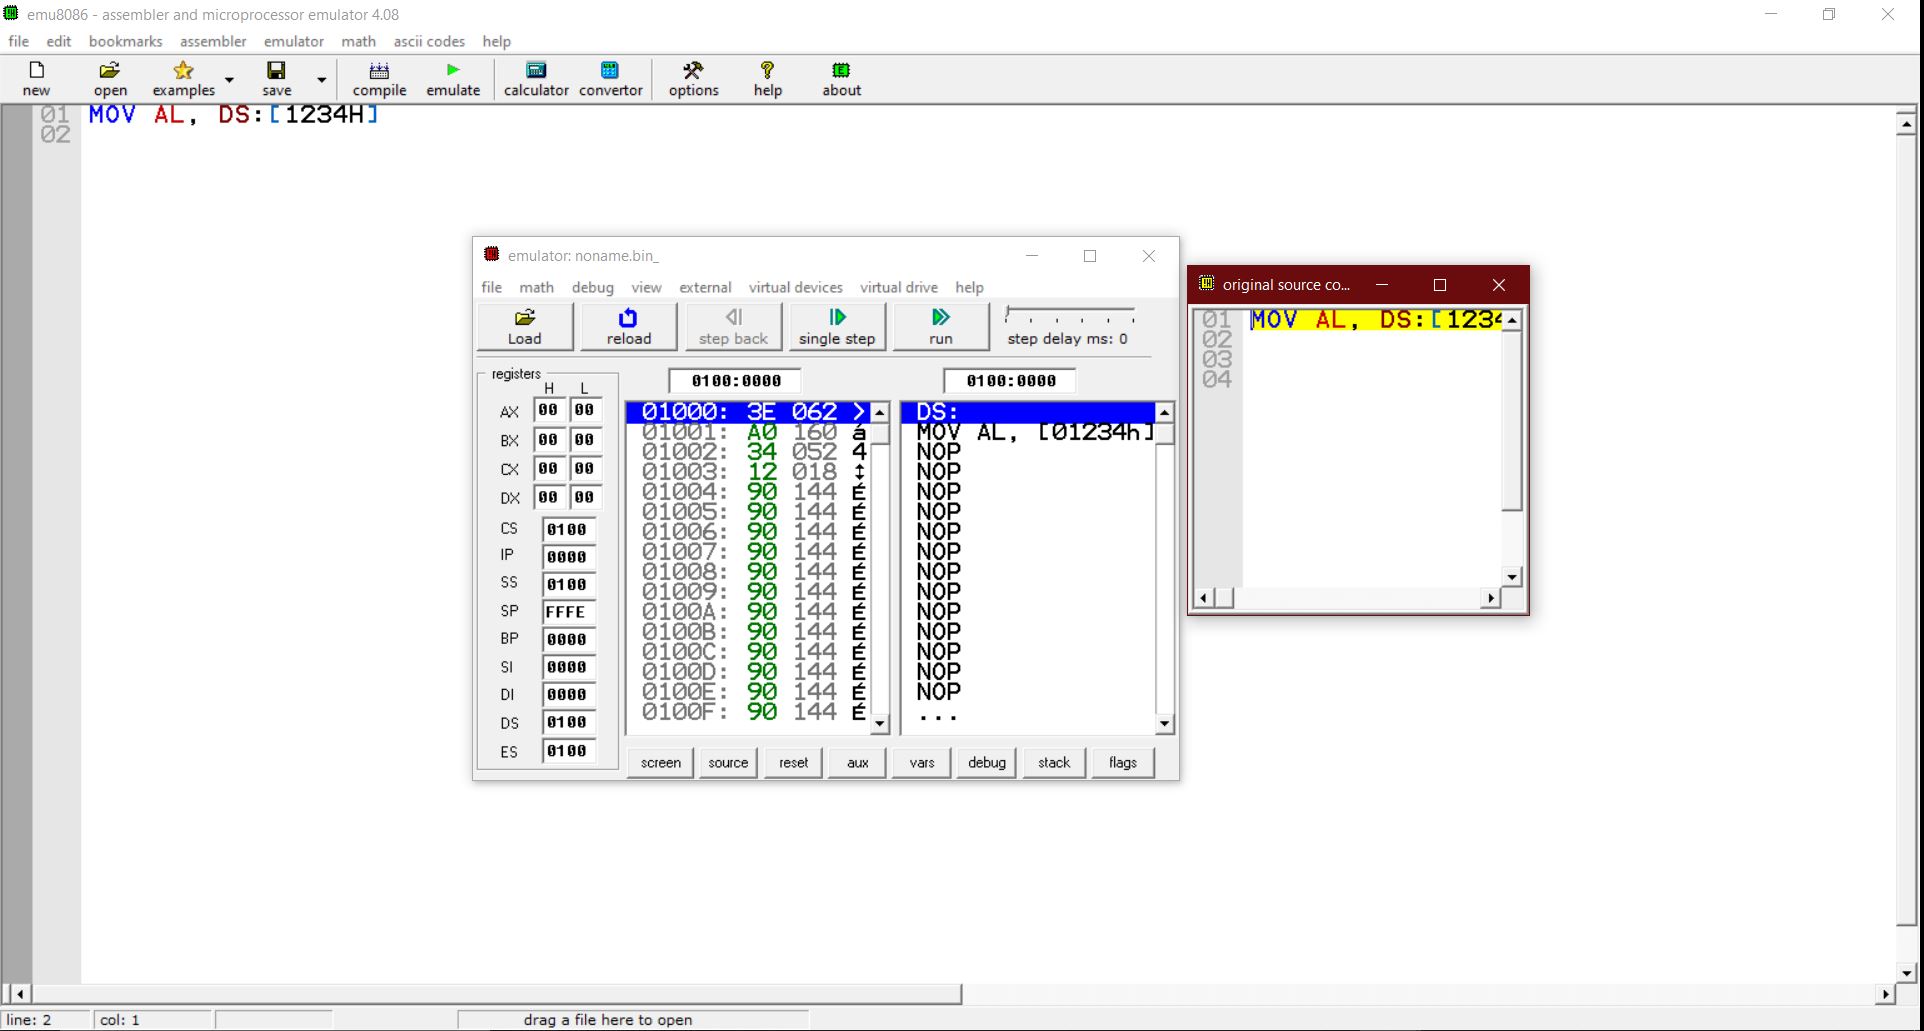 emu8086 - assembler and microprocessor emulator 4.08
file edit bookmarks assembler emulator math ascii codes help
new open examples save compile emulate calculator convertor options help about
01 MOV AL, DS:[1234H]
02
emulator: noname.bin_
file math debug view external virtual devices virtual drive help
Load reload step back single step run step delay ms: 0
registers
H L
AX 00 00
BX 00 00
CX 00 00
DX 00 00
CS 0100
IP 0000
SS 0100
SP FFFE
BP 0000
SI 0000
DI 0000
DS 0100
ES 0100
0100:0000
01000: 3E 062 >
01001: A0 160 á
01002: 34 052 4
01003: 12 018 ↕
01004: 90 144 É
01005: 90 144 É
01006: 90 144 É
01007: 90 144 É
01008: 90 144 É
01009: 90 144 É
0100A: 90 144 É
0100B: 90 144 É
0100C: 90 144 É
0100D: 90 144 É
0100E: 90 144 É
0100F: 90 144 É
0100:0000
DS:
MOV AL, [01234h]
NOP
NOP
NOP
NOP
NOP
NOP
NOP
NOP
NOP
NOP
NOP
NOP
NOP
...
screen source reset aux vars debug stack flags
original source co...
01 MOV AL, DS:[1234
02
03
04
line: 2 col: 1 drag a file here to open